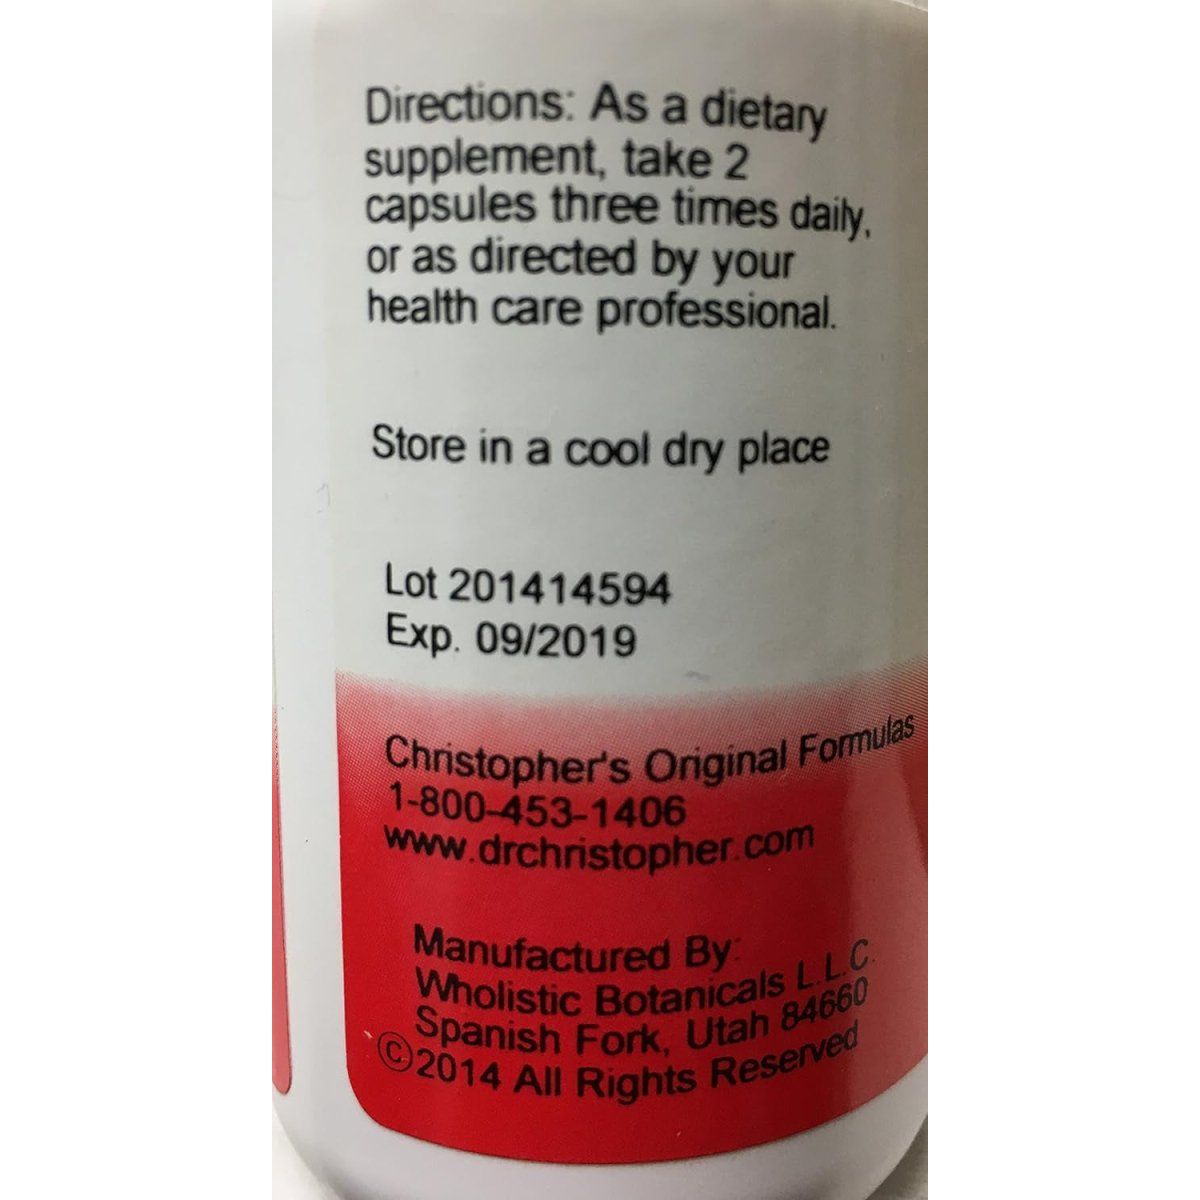 Directions: As a dietary
supplement, take 2
capsules three times daily,
or as directed by your
health care professional.
Store in a cool dry place
Lot 201414594
Exp. 09/2019
Christopher's Original Formulas
1-800-453-1406
www.drchristopher.com
Manufactured By:
Wholistic Botanicals L.L.C.
Spanish Fork, Utah 84660
©2014 All Rights Reserved